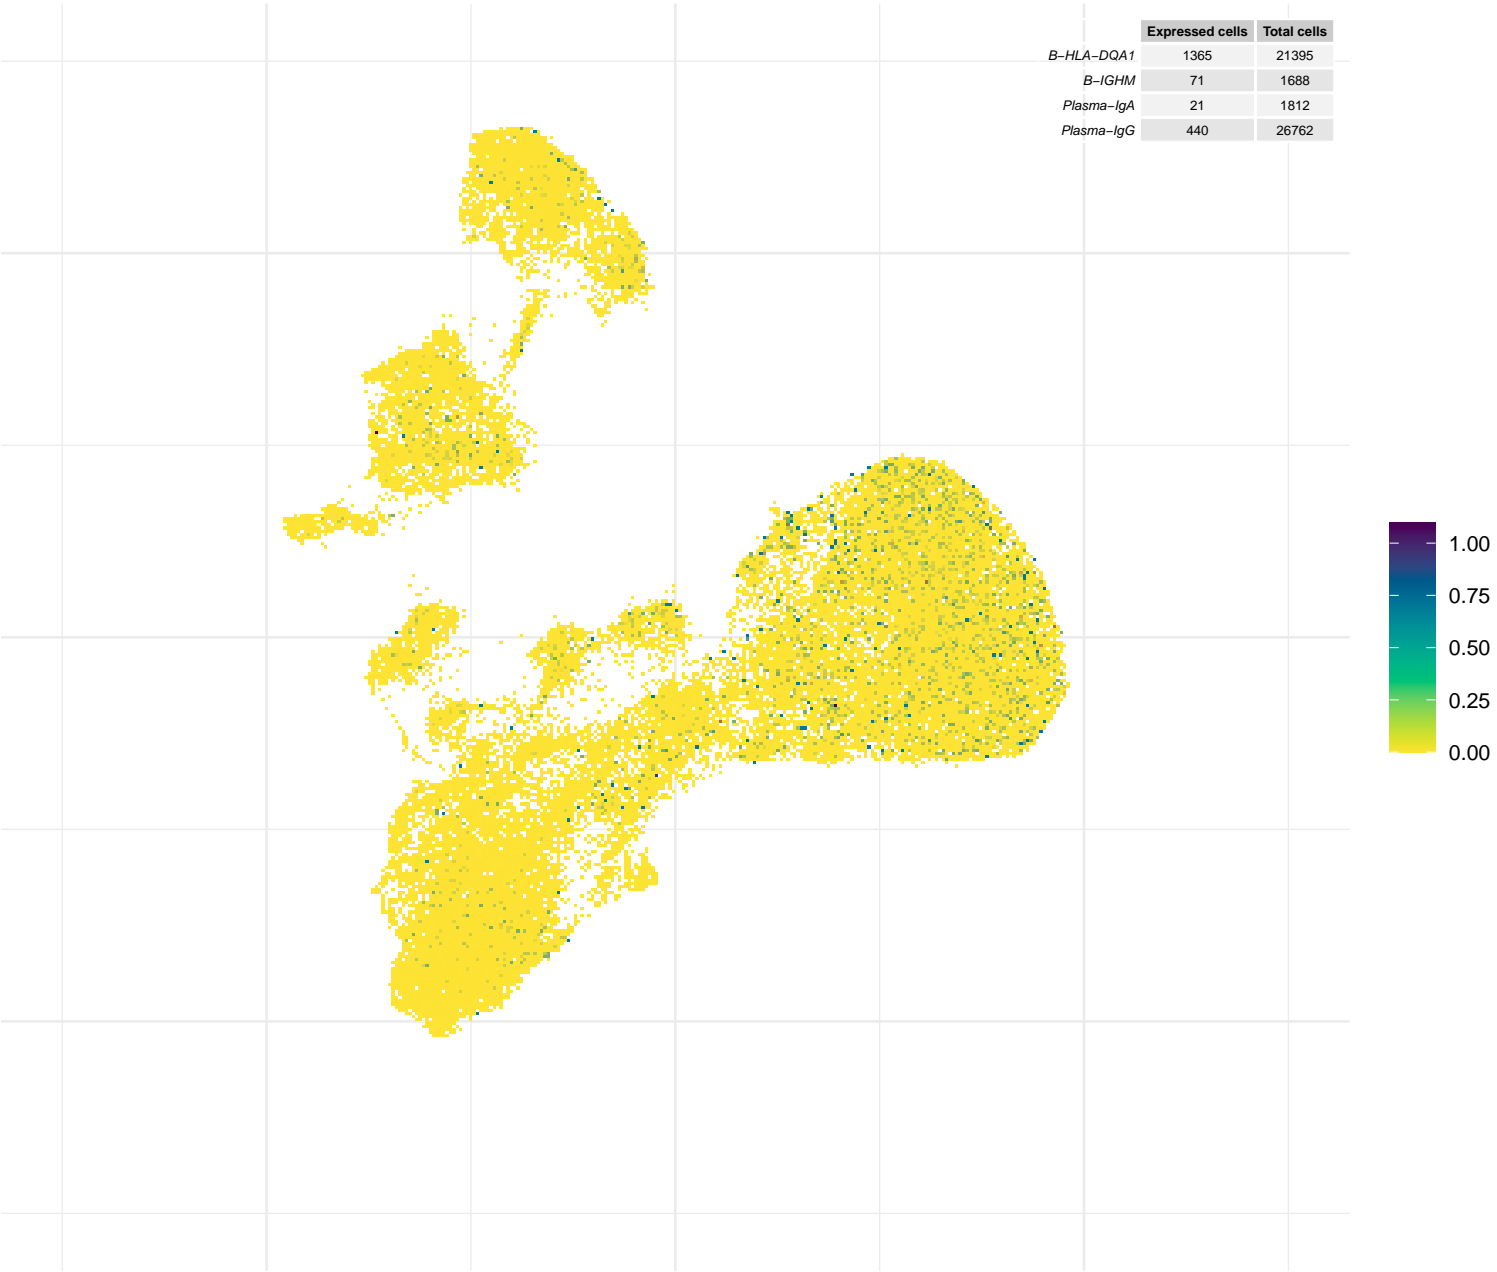 Expressed cells Total cells
B−HLA−DQA1 1365 21395
B−IGHM 71 1688
Plasma−IgA 21 1812
Plasma−IgG 440 26762
1.00
0.75
0.50
0.25
0.00